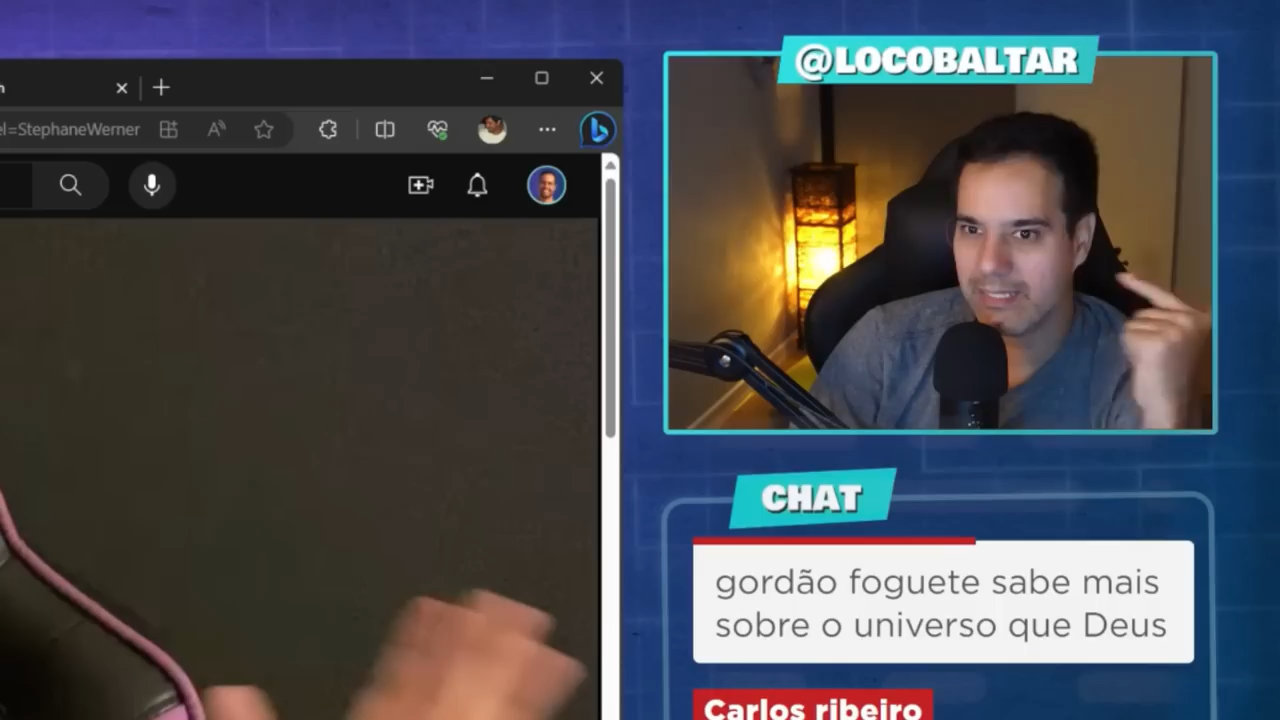 @LOCOBALTAR
el=StephaneWerner
CHAT
gordão foguete sabe mais
sobre o universo que Deus
Carlos ribeiro